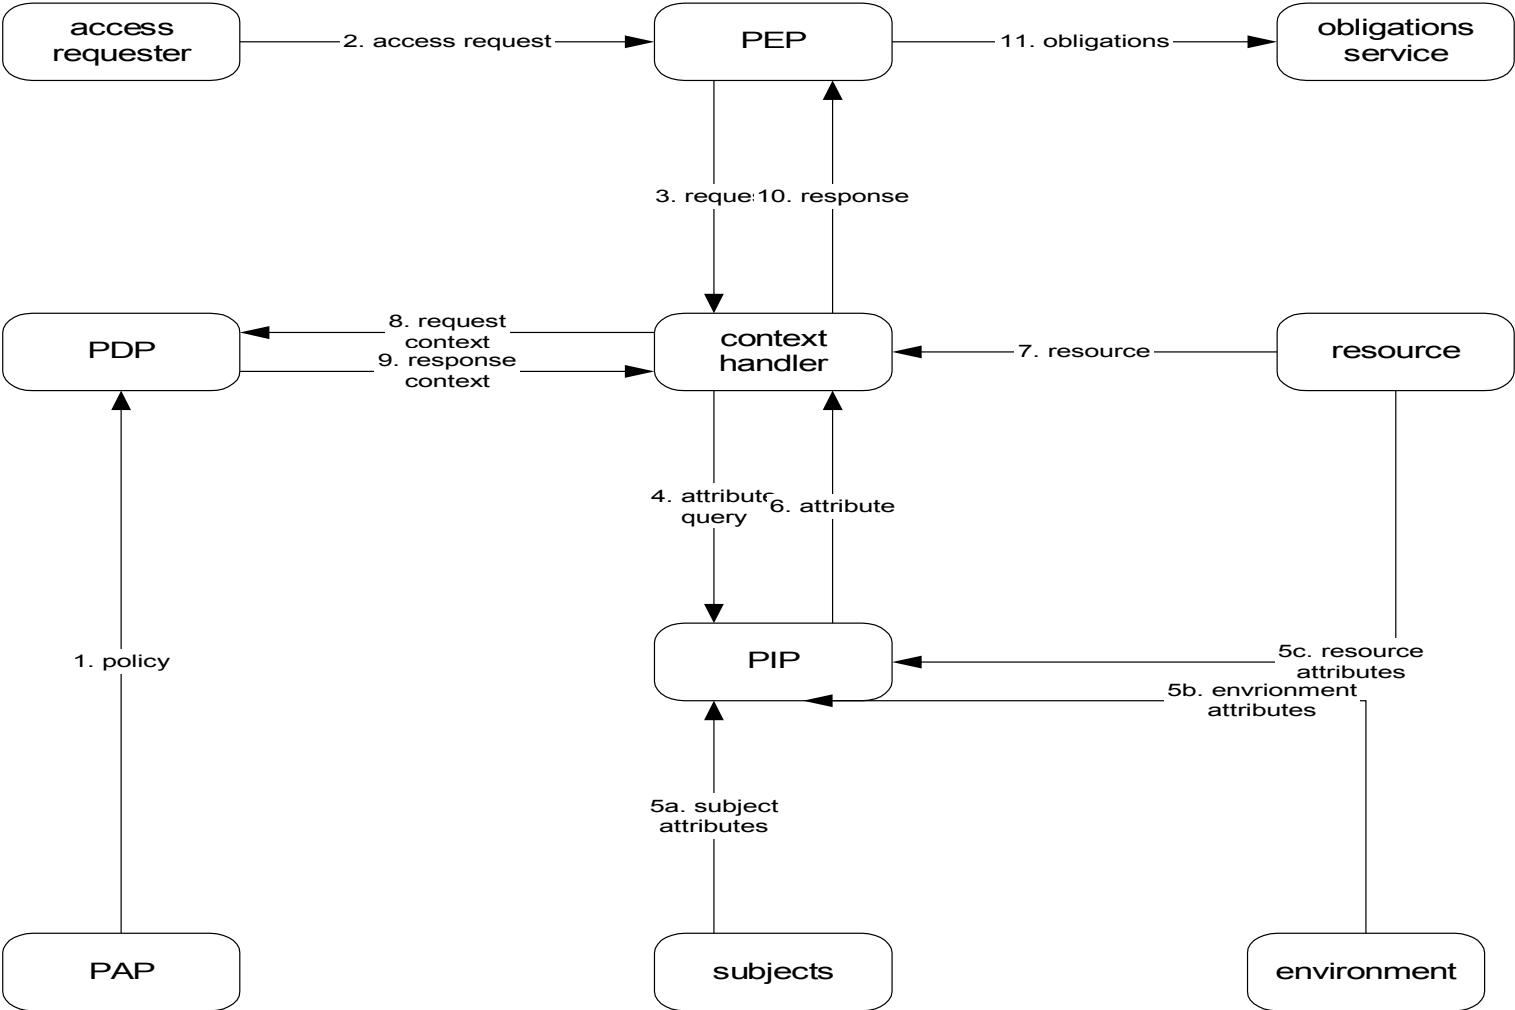 access
requester
2. access request
PEP
11. obligations
obligations
service
3. reque
10. response
PDP
8. request
context
9. response
context
context
handler
7. resource
resource
4. attribute
query
6. attribute
1. policy
PIP
5c. resource
attributes
5b. envrionment
attributes
5a. subject
attributes
PAP
subjects
environment